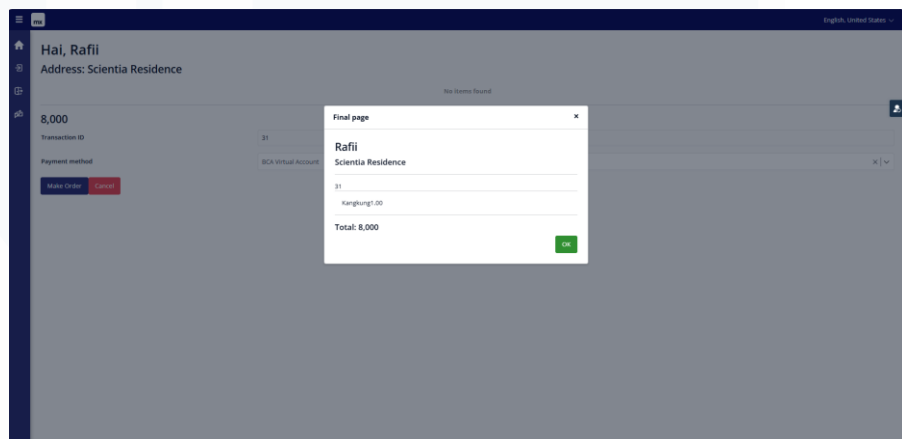 mx
English, United States
Hai, Rafii
Address: Scientia Residence
No items found
8,000
Transaction ID
31
Payment method
BCA Virtual Account
Make Order
Cancel
Final page
Rafii
Scientia Residence
31
Kangkung1.00
Total: 8,000
OK